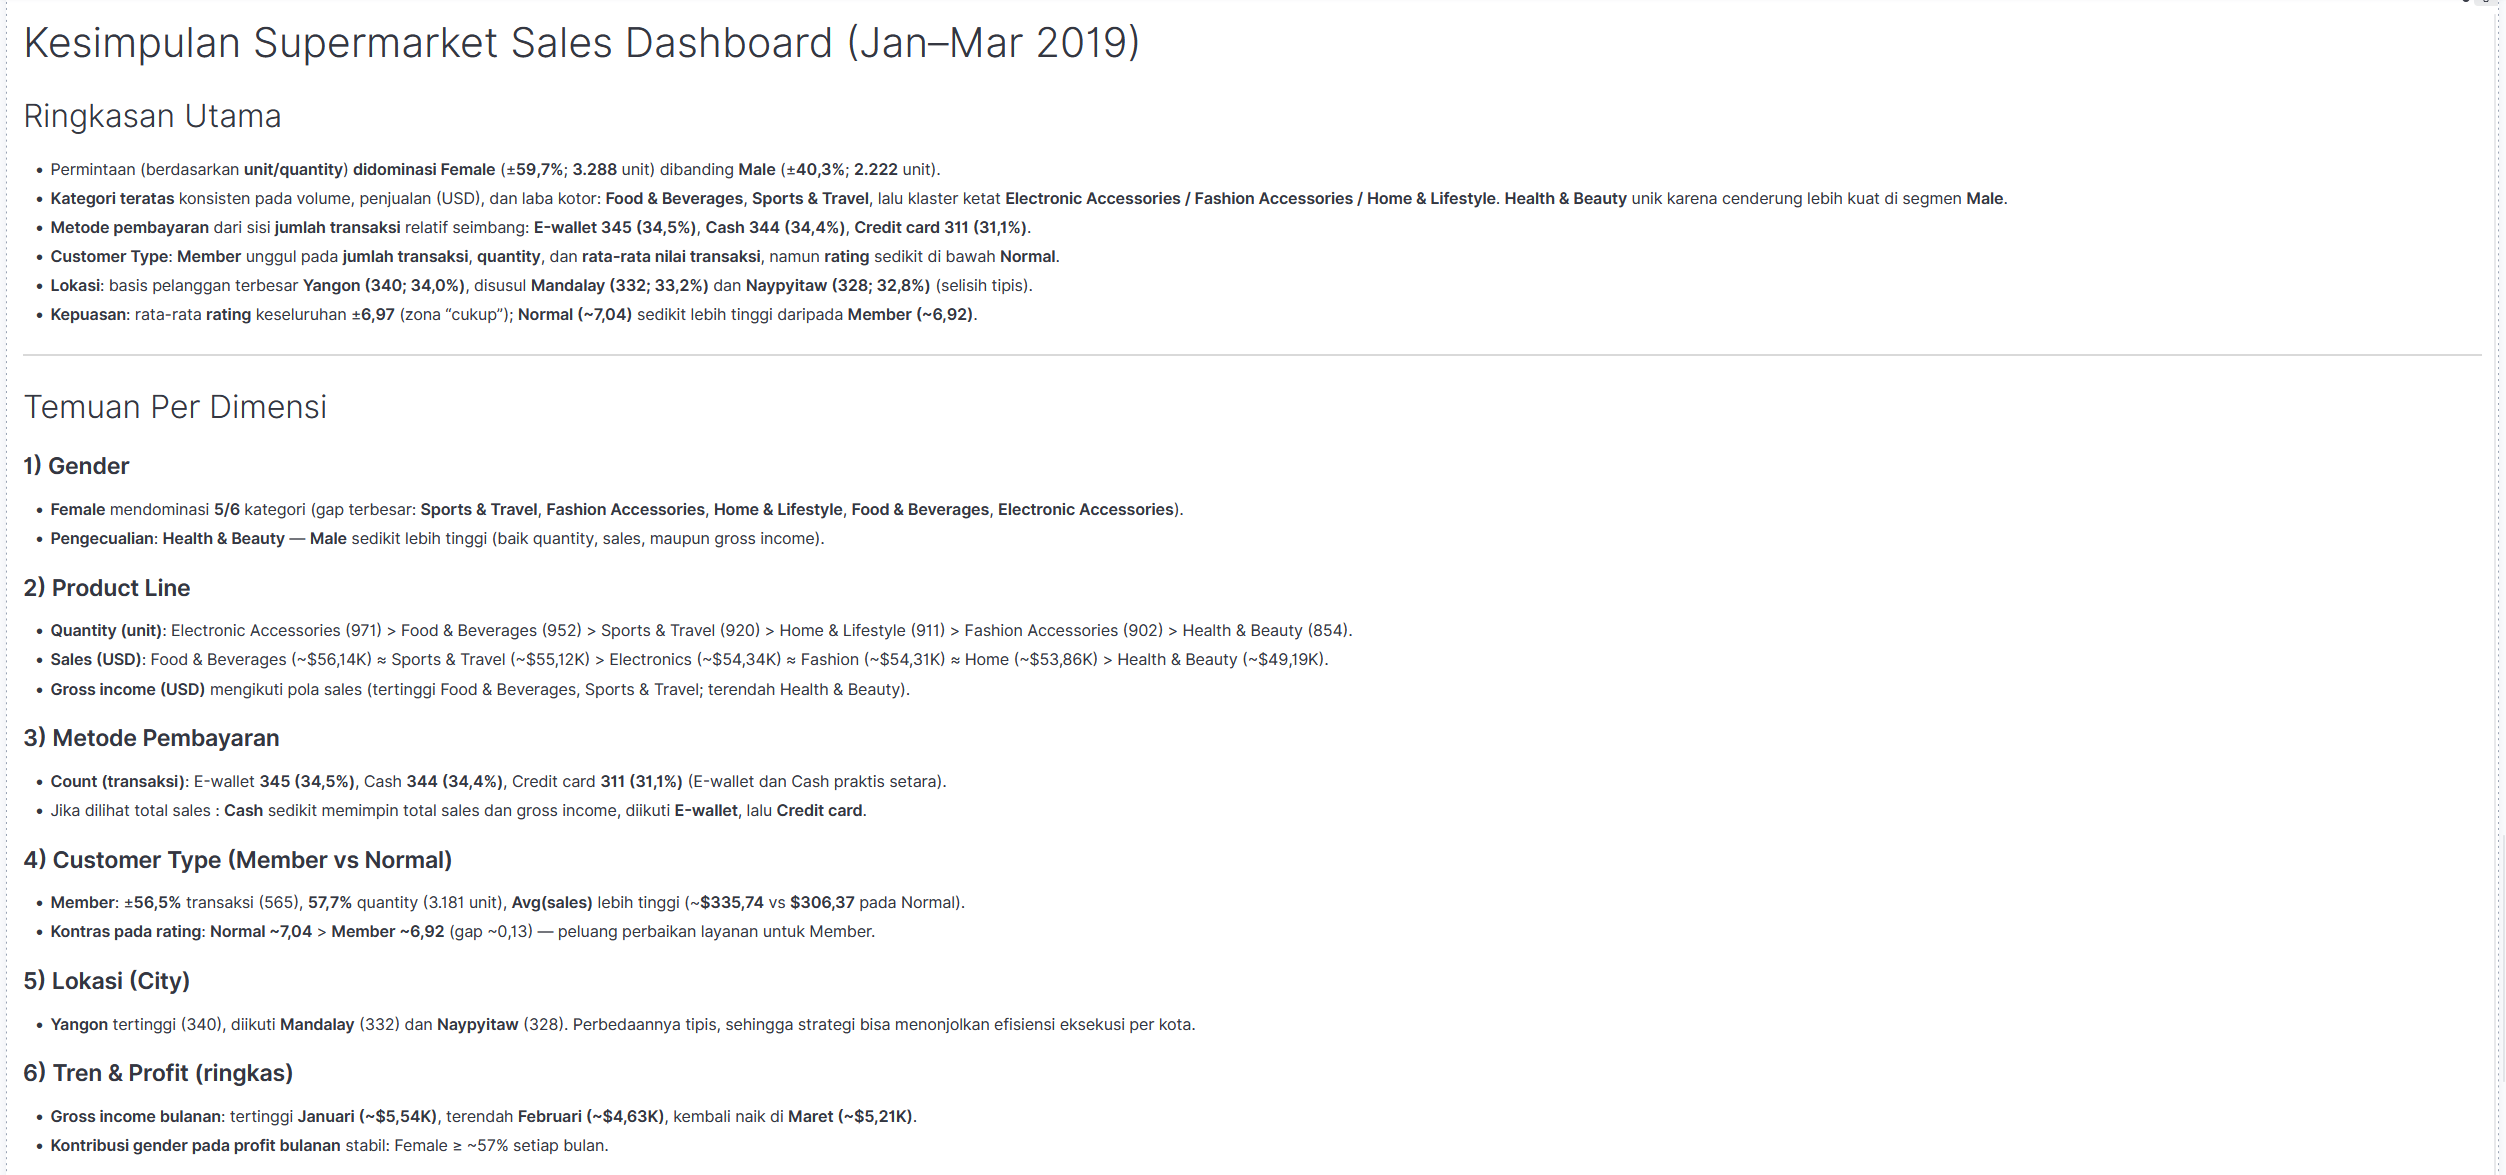 Kesimpulan Supermarket Sales Dashboard (Jan–Mar 2019)
Ringkasan Utama
• Permintaan (berdasarkan unit/quantity) didominasi Female (±59,7%; 3.288 unit) dibanding Male (±40,3%; 2.222 unit).
• Kategori teratas konsisten pada volume, penjualan (USD), dan laba kotor: Food & Beverages, Sports & Travel, lalu klaster ketat Electronic Accessories / Fashion Accessories / Home & Lifestyle. Health & Beauty unik karena cenderung lebih kuat di segmen Male.
• Metode pembayaran dari sisi jumlah transaksi relatif seimbang: E-wallet 345 (34,5%), Cash 344 (34,4%), Credit card 311 (31,1%).
• Customer Type: Member unggul pada jumlah transaksi, quantity, dan rata-rata nilai transaksi, namun rating sedikit di bawah Normal.
• Lokasi: basis pelanggan terbesar Yangon (340; 34,0%), disusul Mandalay (332; 33,2%) dan Naypyitaw (328; 32,8%) (selisih tipis).
• Kepuasan: rata-rata rating keseluruhan ±6,97 (zona “cukup”); Normal (~7,04) sedikit lebih tinggi daripada Member (~6,92).
Temuan Per Dimensi
1) Gender
• Female mendominasi 5/6 kategori (gap terbesar: Sports & Travel, Fashion Accessories, Home & Lifestyle, Food & Beverages, Electronic Accessories).
• Pengecualian: Health & Beauty — Male sedikit lebih tinggi (baik quantity, sales, maupun gross income).
2) Product Line
• Quantity (unit): Electronic Accessories (971) > Food & Beverages (952) > Sports & Travel (920) > Home & Lifestyle (911) > Fashion Accessories (902) > Health & Beauty (854).
• Sales (USD): Food & Beverages (~$56,14K) ≈ Sports & Travel (~$55,12K) > Electronics (~$54,34K) ≈ Fashion (~$54,31K) ≈ Home (~$53,86K) > Health & Beauty (~$49,19K).
• Gross income (USD) mengikuti pola sales (tertinggi Food & Beverages, Sports & Travel; terendah Health & Beauty).
3) Metode Pembayaran
• Count (transaksi): E-wallet 345 (34,5%), Cash 344 (34,4%), Credit card 311 (31,1%) (E-wallet dan Cash praktis setara).
• Jika dilihat total sales : Cash sedikit memimpin total sales dan gross income, diikuti E-wallet, lalu Credit card.
4) Customer Type (Member vs Normal)
• Member: ±56,5% transaksi (565), 57,7% quantity (3.181 unit), Avg(sales) lebih tinggi (~$335,74 vs $306,37 pada Normal).
• Kontras pada rating: Normal ~7,04 > Member ~6,92 (gap ~0,13) — peluang perbaikan layanan untuk Member.
5) Lokasi (City)
• Yangon tertinggi (340), diikuti Mandalay (332) dan Naypyitaw (328). Perbedaannya tipis, sehingga strategi bisa menonjolkan efisiensi eksekusi per kota.
6) Tren & Profit (ringkas)
• Gross income bulanan: tertinggi Januari (~$5,54K), terendah Februari (~$4,63K), kembali naik di Maret (~$5,21K).
• Kontribusi gender pada profit bulanan stabil: Female ≥ ~57% setiap bulan.